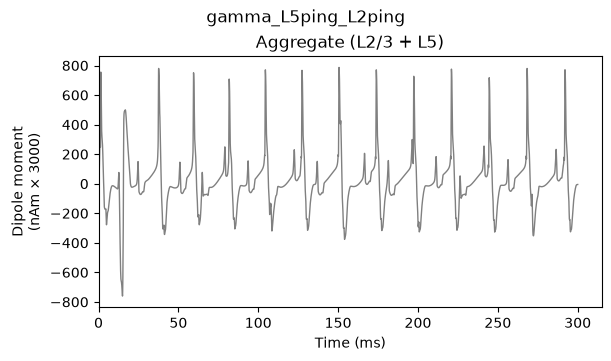 gamma_L5ping_L2ping
Aggregate (L2/3 + L5)
800
600
400
200
0
−200
−400
−600
−800
Dipole moment
(nAm × 3000)
0 50 100 150 200 250 300
Time (ms)